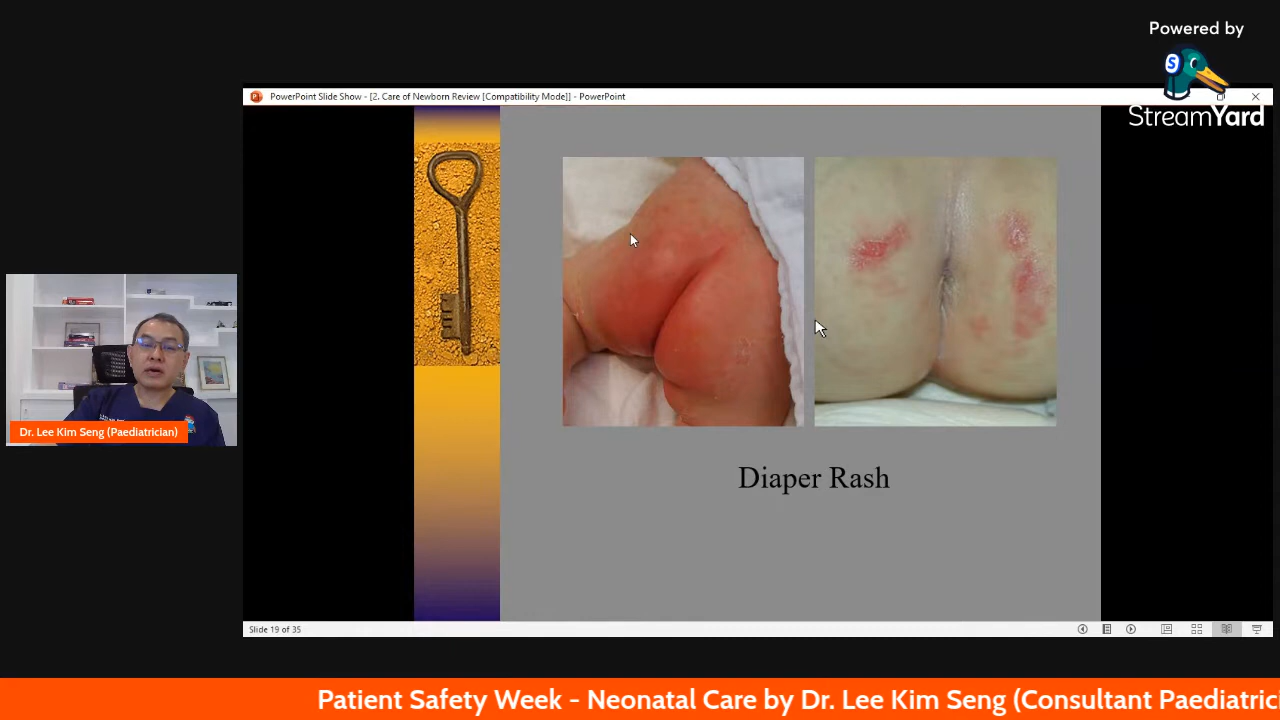 Powered by
StreamYard
PowerPoint Slide Show - [2. Care of Newborn Review [Compatibility Mode]] - PowerPoint
Diaper Rash
Dr. Lee Kim Seng (Paediatrician)
Slide 19 of 35
Patient Safety Week - Neonatal Care by Dr. Lee Kim Seng (Consultant Paediatric